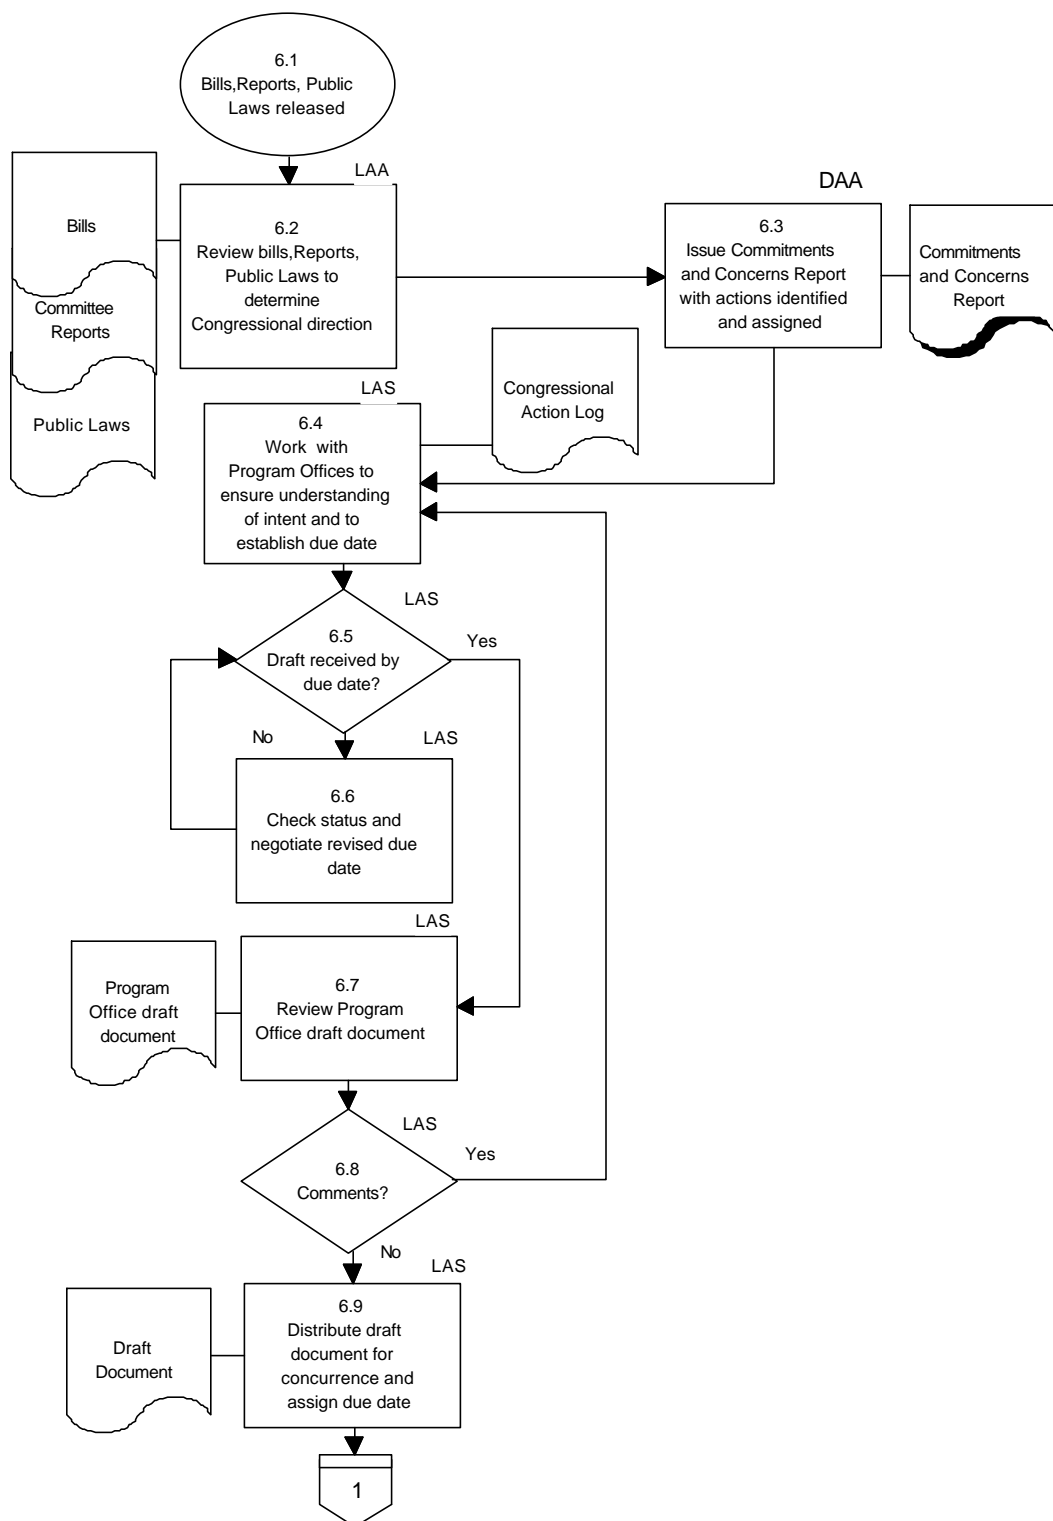 6.1
Bills,Reports, Public
Laws released
LAA
Bills
Committee
Reports
Public Laws
6.2
Review bills,Reports,
Public Laws to
determine
Congressional direction
DAA
6.3
Issue Commitments
and Concerns Report
with actions identified
and assigned
Commitments
and Concerns
Report
LAS
6.4
Work with
Program Offices to
ensure understanding
of intent and to
establish due date
Congressional
Action Log
LAS
6.5
Draft received by
due date?
Yes
No
LAS
6.6
Check status and
negotiate revised due
date
LAS
Program
Office draft
document
6.7
Review Program
Office draft document
LAS
6.8
Comments?
Yes
No
LAS
Draft
Document
6.9
Distribute draft
document for
concurrence and
assign due date
1